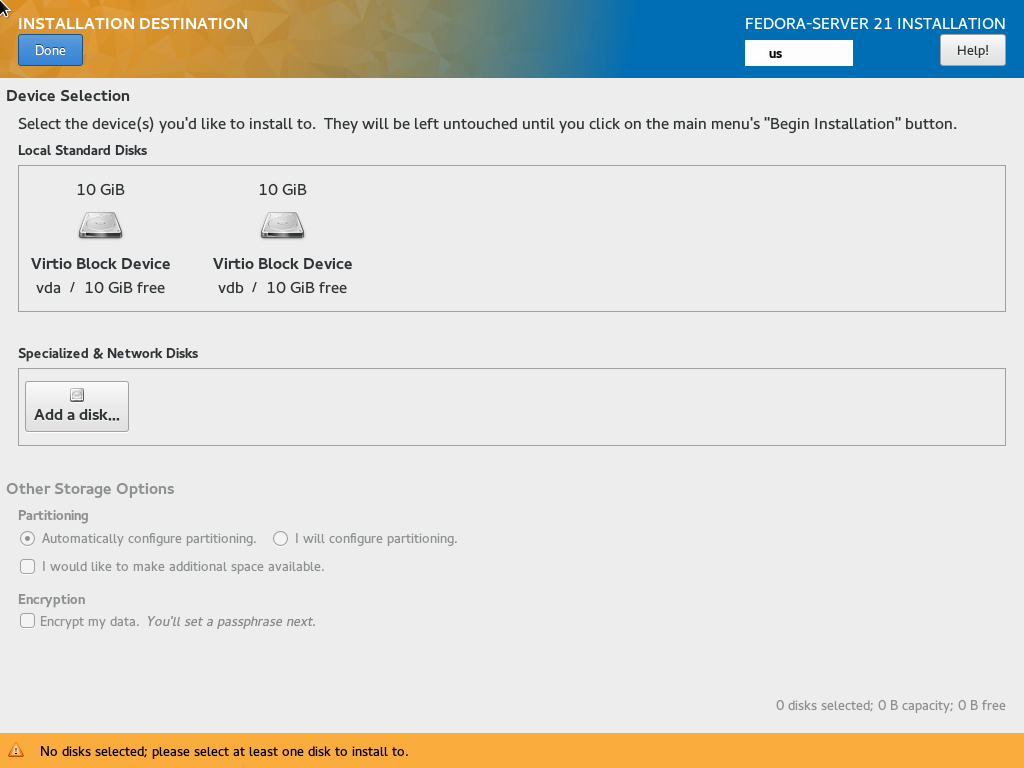 INSTALLATION DESTINATION
FEDORA-SERVER 21 INSTALLATION
Done
us
Help!
Device Selection
Select the device(s) you'd like to install to.  They will be left untouched until you click on the main menu's "Begin Installation" button.
Local Standard Disks
10 GiB
Virtio Block Device
vda / 10 GiB free
10 GiB
Virtio Block Device
vdb / 10 GiB free
Specialized & Network Disks
Add a disk...
Other Storage Options
Partitioning
Automatically configure partitioning. I will configure partitioning.
I would like to make additional space available.
Encryption
Encrypt my data. You'll set a passphrase next.
0 disks selected; 0 B capacity; 0 B free
No disks selected; please select at least one disk to install to.